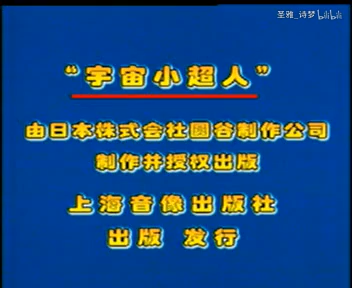 圣雅_诗梦 bilibili
“宇宙小超人”
由日本株式会社圆谷制作公司
制作并授权出版
上海音像出版社
出版 发行